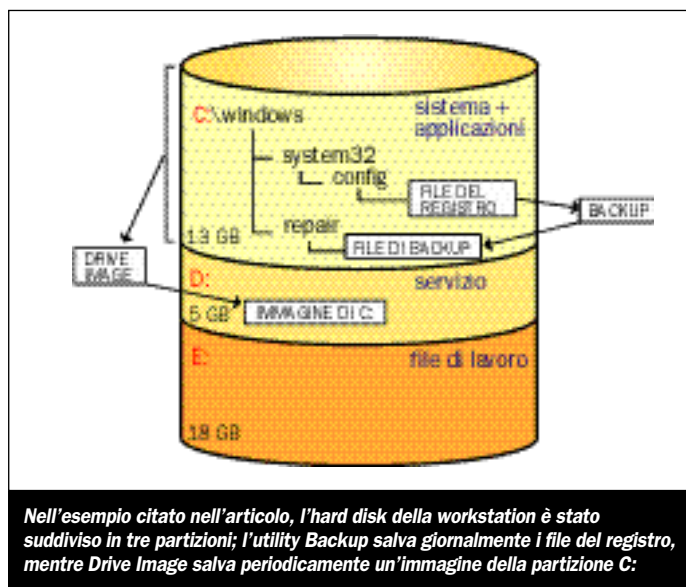 C:\windows
sistema +
applicazioni
system32
config
FILE DEL
REGISTRO
BACKUP
repair
FILE DI BACKUP
13 GB
DRIVE
IMAGE
D:
servizio
5 GB
IMMAGINE DI C:
E:
file di lavoro
18 GB
Nell'esempio citato nell'articolo, l'hard disk della workstation è stato
suddiviso in tre partizioni; l'utility Backup salva giornalmente i file del registro,
mentre Drive Image salva periodicamente un'immagine della partizione C: